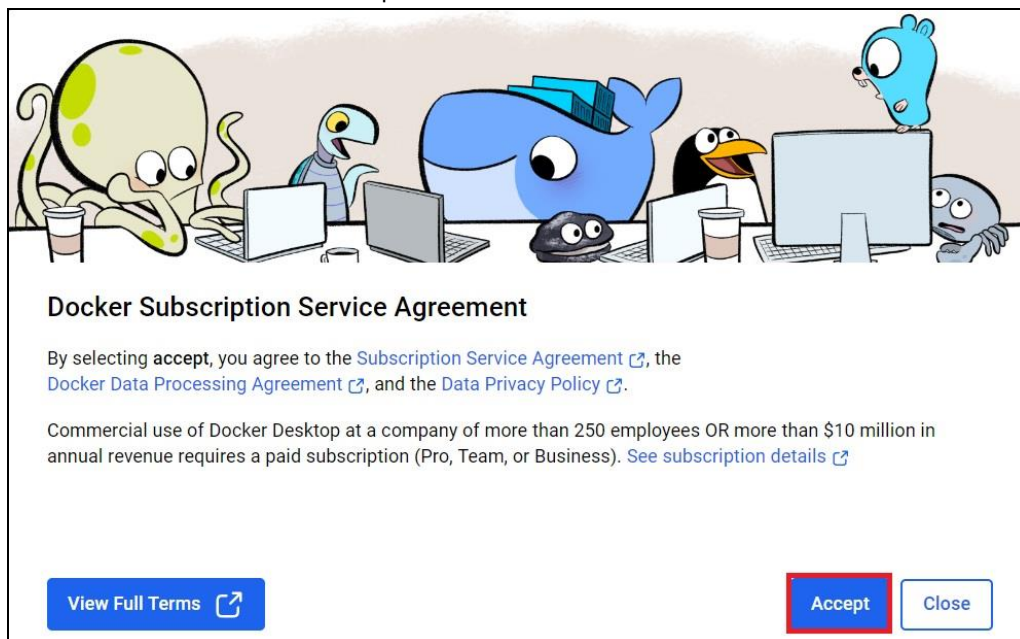 Docker Subscription Service Agreement
By selecting accept, you agree to the Subscription Service Agreement, the
Docker Data Processing Agreement, and the Data Privacy Policy.
Commercial use of Docker Desktop at a company of more than 250 employees OR more than $10 million in
annual revenue requires a paid subscription (Pro, Team, or Business). See subscription details
View Full Terms
Accept
Close